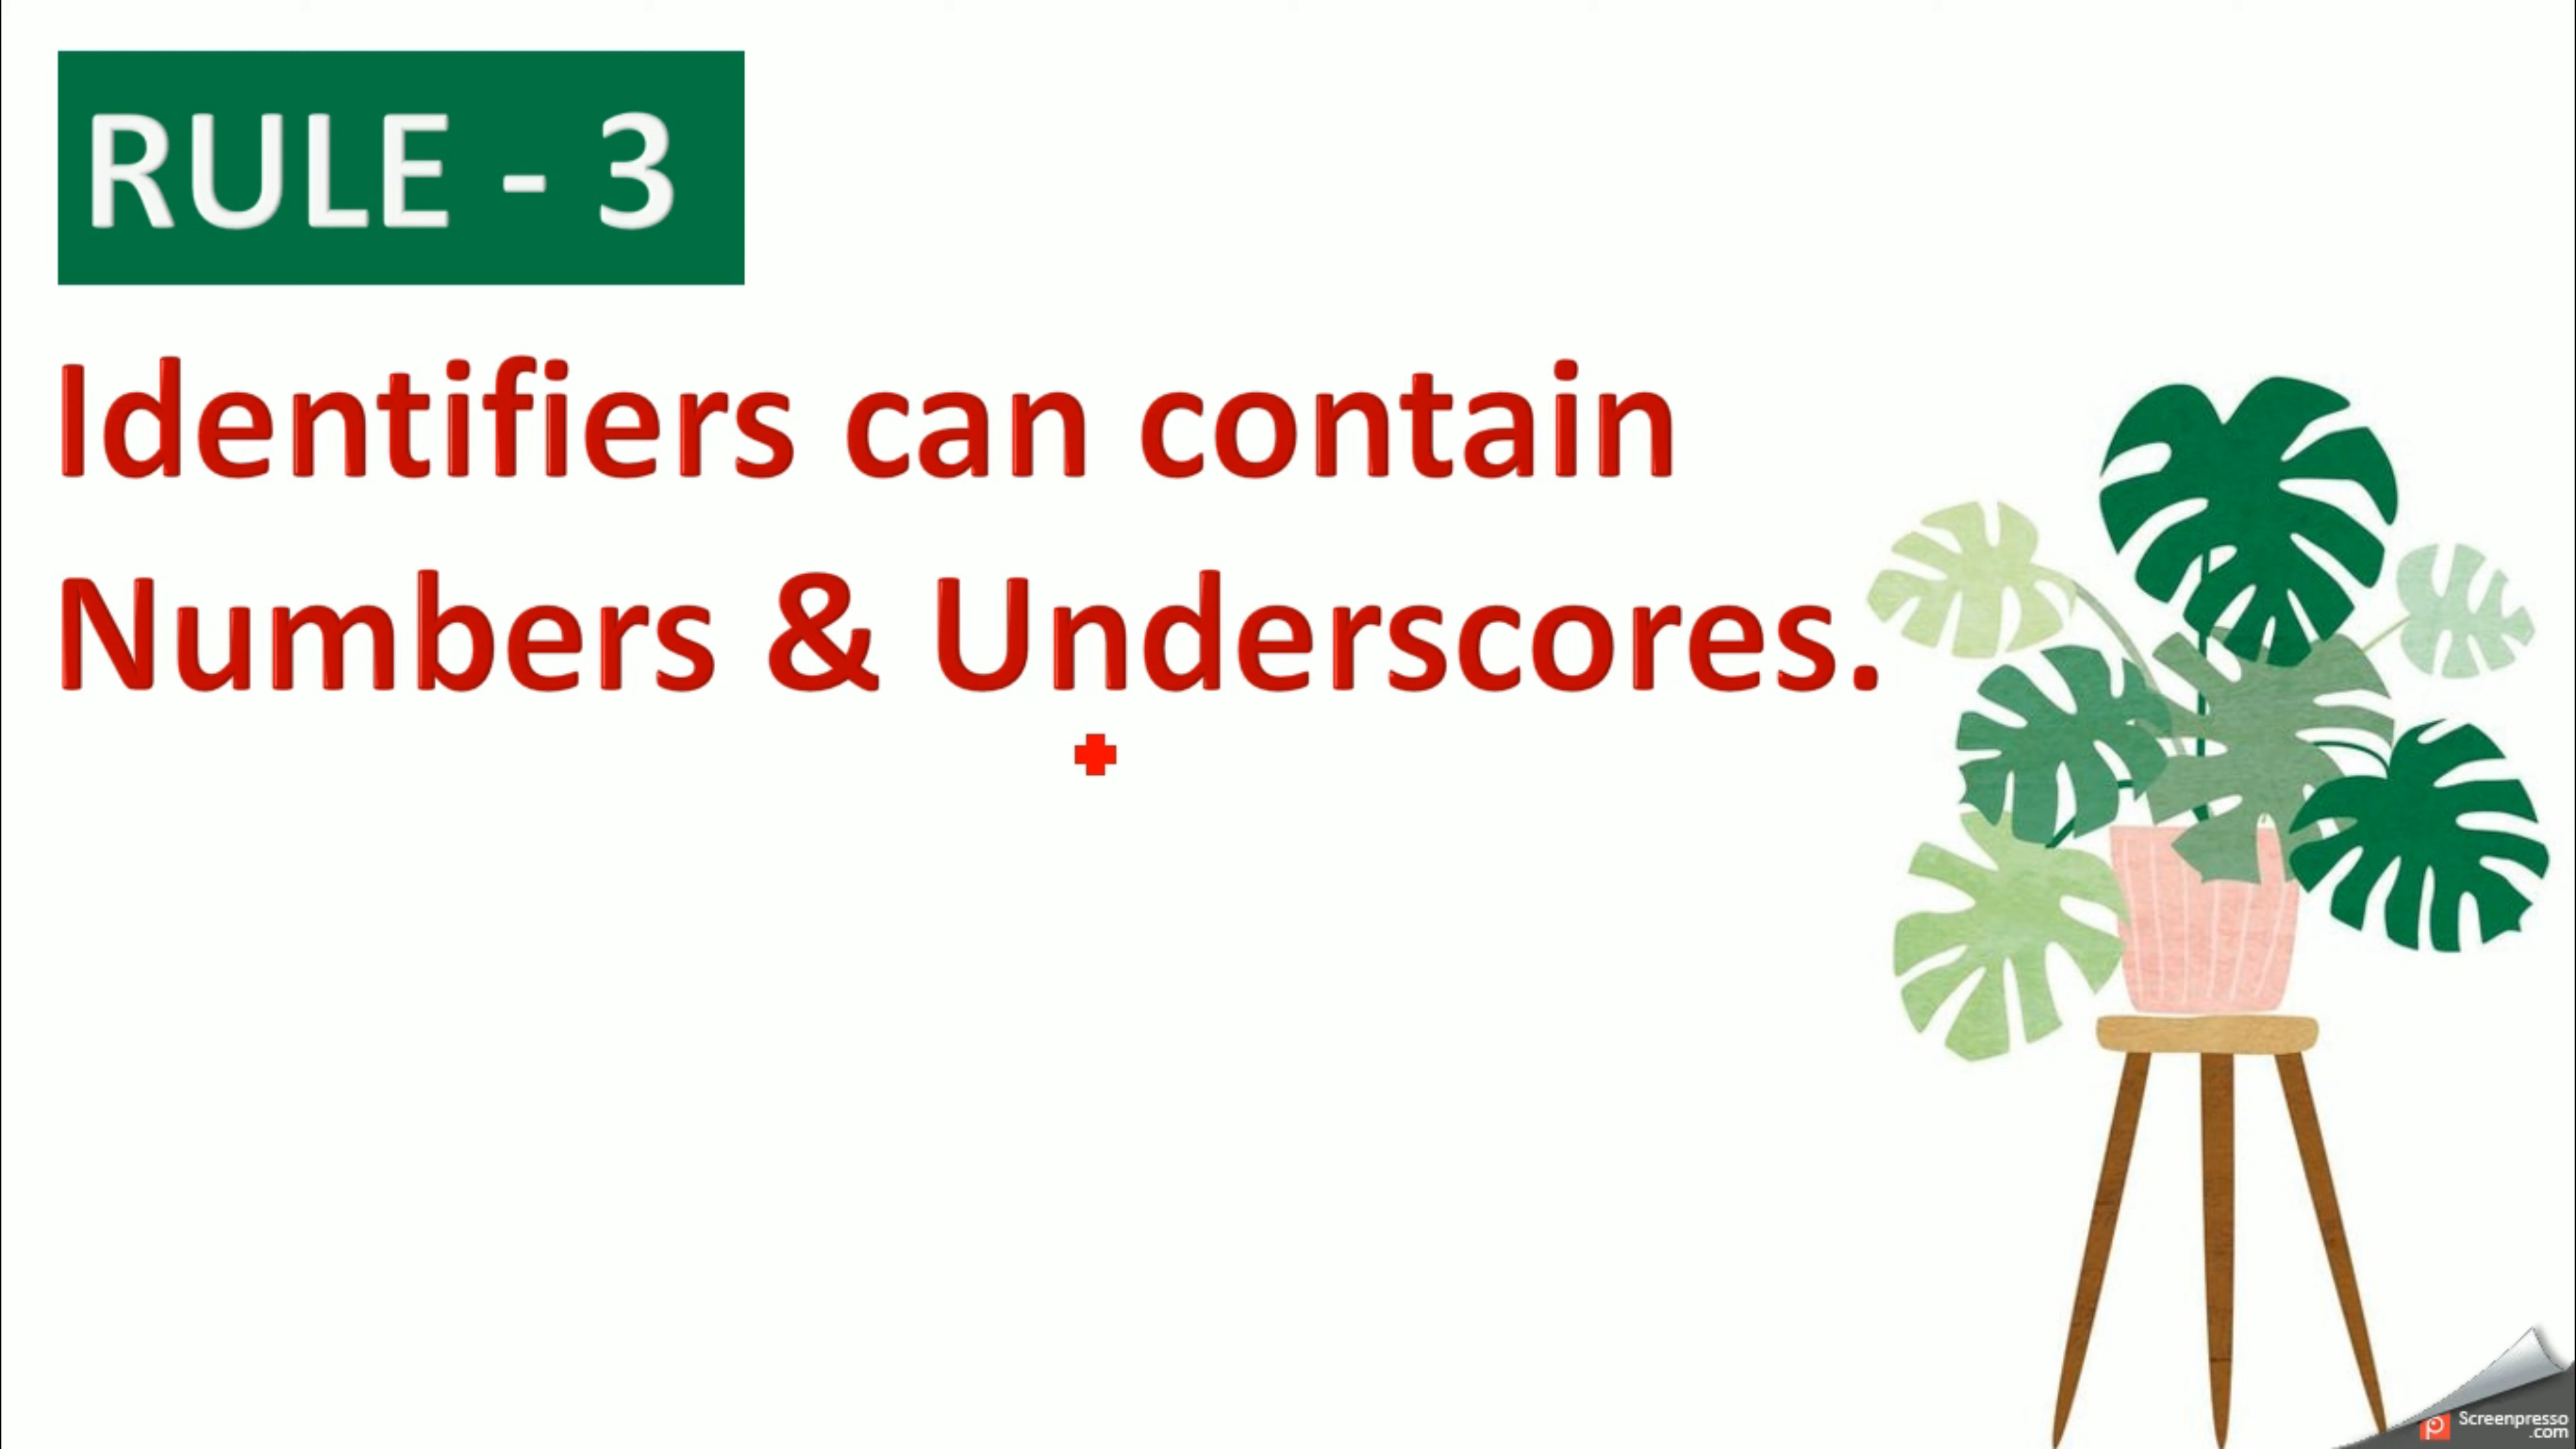 RULE - 3
Identifiers can contain
Numbers & Underscores.
Screenpresso
.com